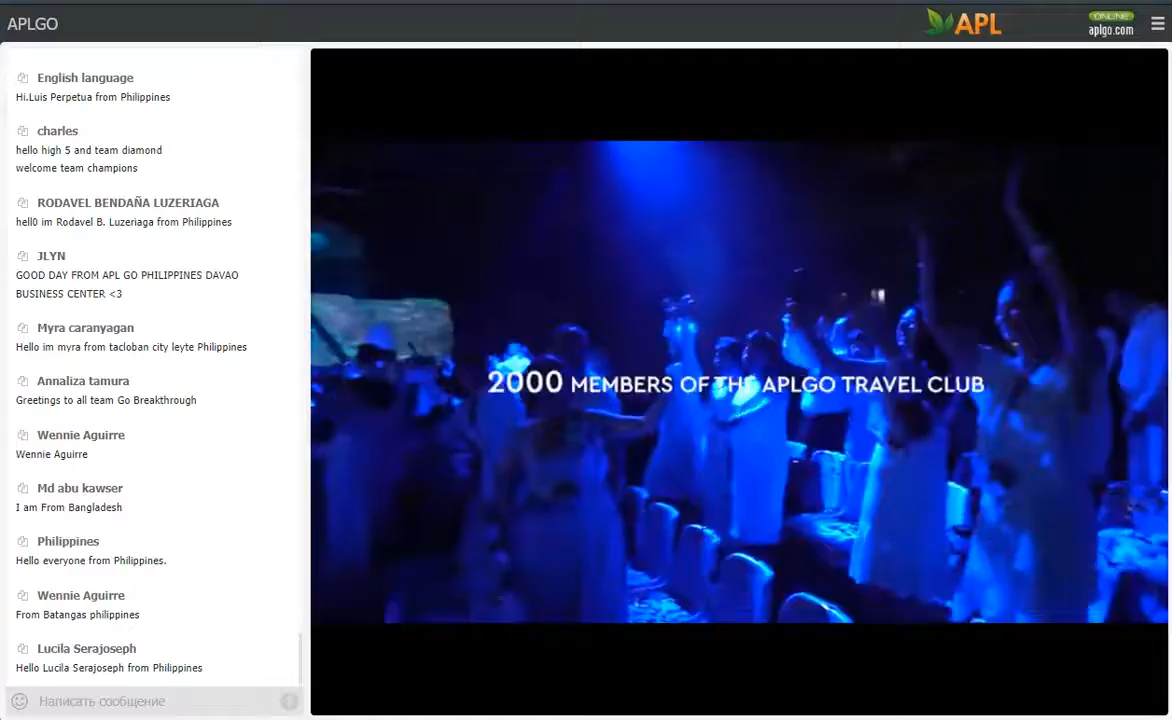 APLGO
APL
ONLINE
aplgo.com
English language
Hi.Luis Perpetua from Philippines
charles
hello high 5 and team diamond
welcome team champions
RODAVEL BENDAÑA LUZERIAGA
hell0 im Rodavel B. Luzeriaga from Philippines
JLYN
GOOD DAY FROM APL GO PHILIPPINES DAVAO
BUSINESS CENTER <3
Myra caranyagan
Hello im myra from tacloban city leyte Philippines
Annaliza tamura
Greetings to all team Go Breakthrough
Wennie Aguirre
Wennie Aguirre
Md abu kawser
I am From Bangladesh
Philippines
Hello everyone from Philippines.
Wennie Aguirre
From Batangas philippines
Lucila Serajoseph
Hello Lucila Serajoseph from Philippines
Написать сообщение
2000 MEMBERS OF THE APLGO TRAVEL CLUB